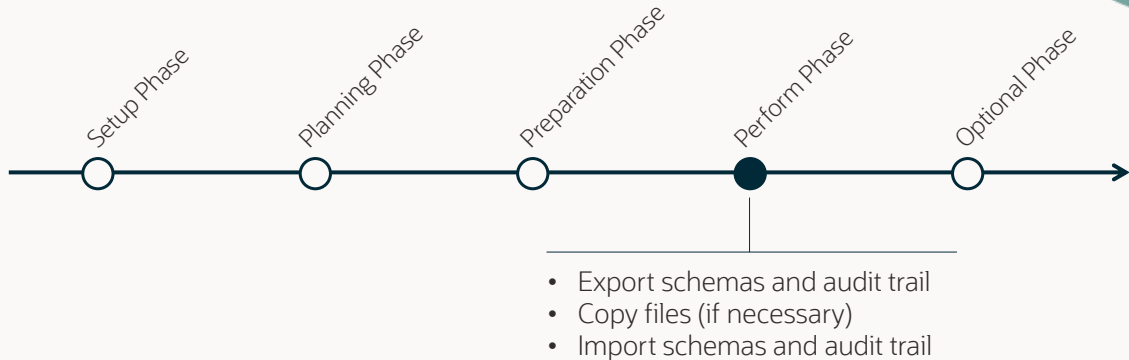 Setup Phase
Planning Phase
Preparation Phase
Perform Phase
Optional Phase
• Export schemas and audit trail
• Copy files (if necessary)
• Import schemas and audit trail